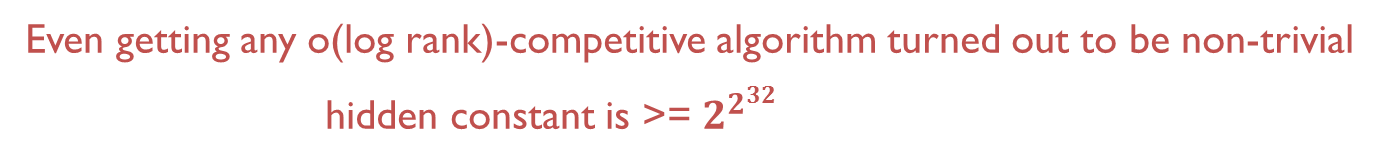 Even getting any o(log rank)-competitive algorithm turned out to be non-trivial
hidden constant is >= 2^{2^{32}}